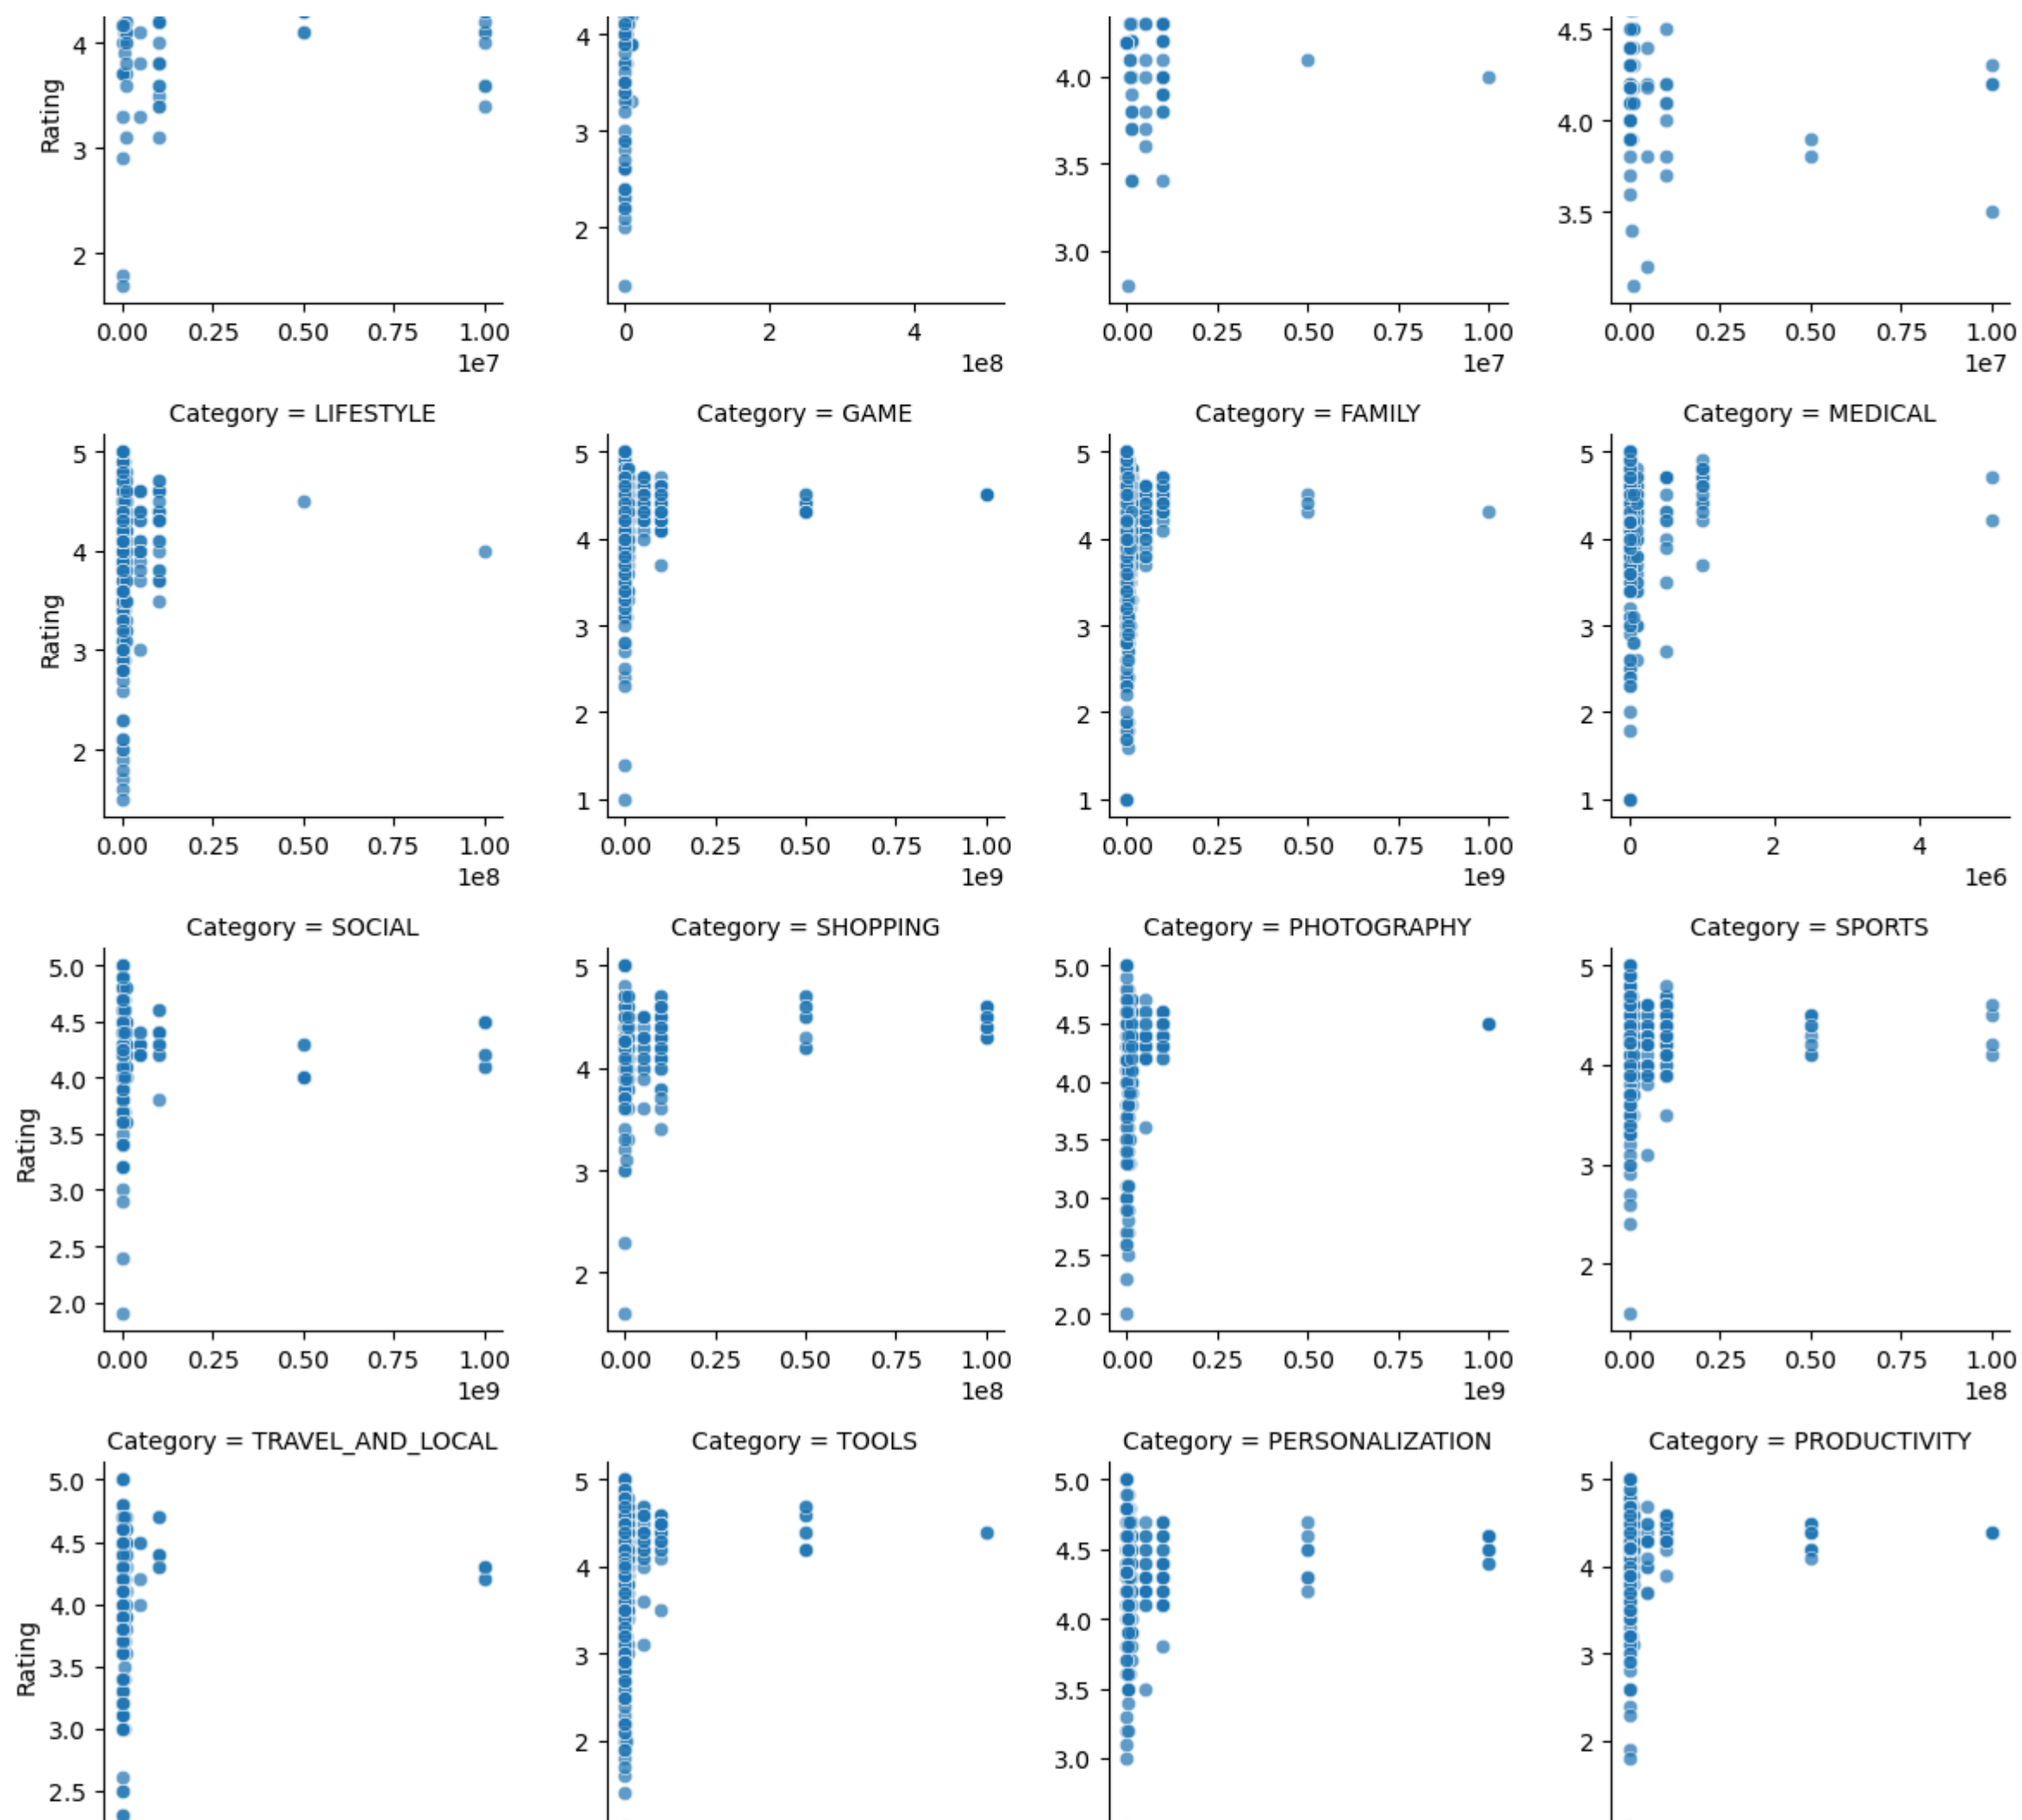 Rating
4
3
2
0.00 0.25 0.50 0.75 1.00
1e7
4
3
2
0 2 4
1e8
4.0
3.5
3.0
0.00 0.25 0.50 0.75 1.00
1e7
4.5
4.0
3.5
0.00 0.25 0.50 0.75 1.00
1e7
Category = LIFESTYLE
Rating
5
4
3
2
0.00 0.25 0.50 0.75 1.00
1e8
Category = GAME
5
4
3
2
1
0.00 0.25 0.50 0.75 1.00
1e9
Category = FAMILY
5
4
3
2
1
0.00 0.25 0.50 0.75 1.00
1e9
Category = MEDICAL
5
4
3
2
1
0 2 4
1e6
Category = SOCIAL
Rating
5.0
4.5
4.0
3.5
3.0
2.5
2.0
0.00 0.25 0.50 0.75 1.00
1e9
Category = SHOPPING
5
4
3
2
0.00 0.25 0.50 0.75 1.00
1e8
Category = PHOTOGRAPHY
5.0
4.5
4.0
3.5
3.0
2.5
2.0
0.00 0.25 0.50 0.75 1.00
1e9
Category = SPORTS
5
4
3
2
0.00 0.25 0.50 0.75 1.00
1e8
Category = TRAVEL_AND_LOCAL
Rating
5.0
4.5
4.0
3.5
3.0
2.5
Category = TOOLS
5
4
3
2
Category = PERSONALIZATION
5.0
4.5
4.0
3.5
3.0
Category = PRODUCTIVITY
5
4
3
2